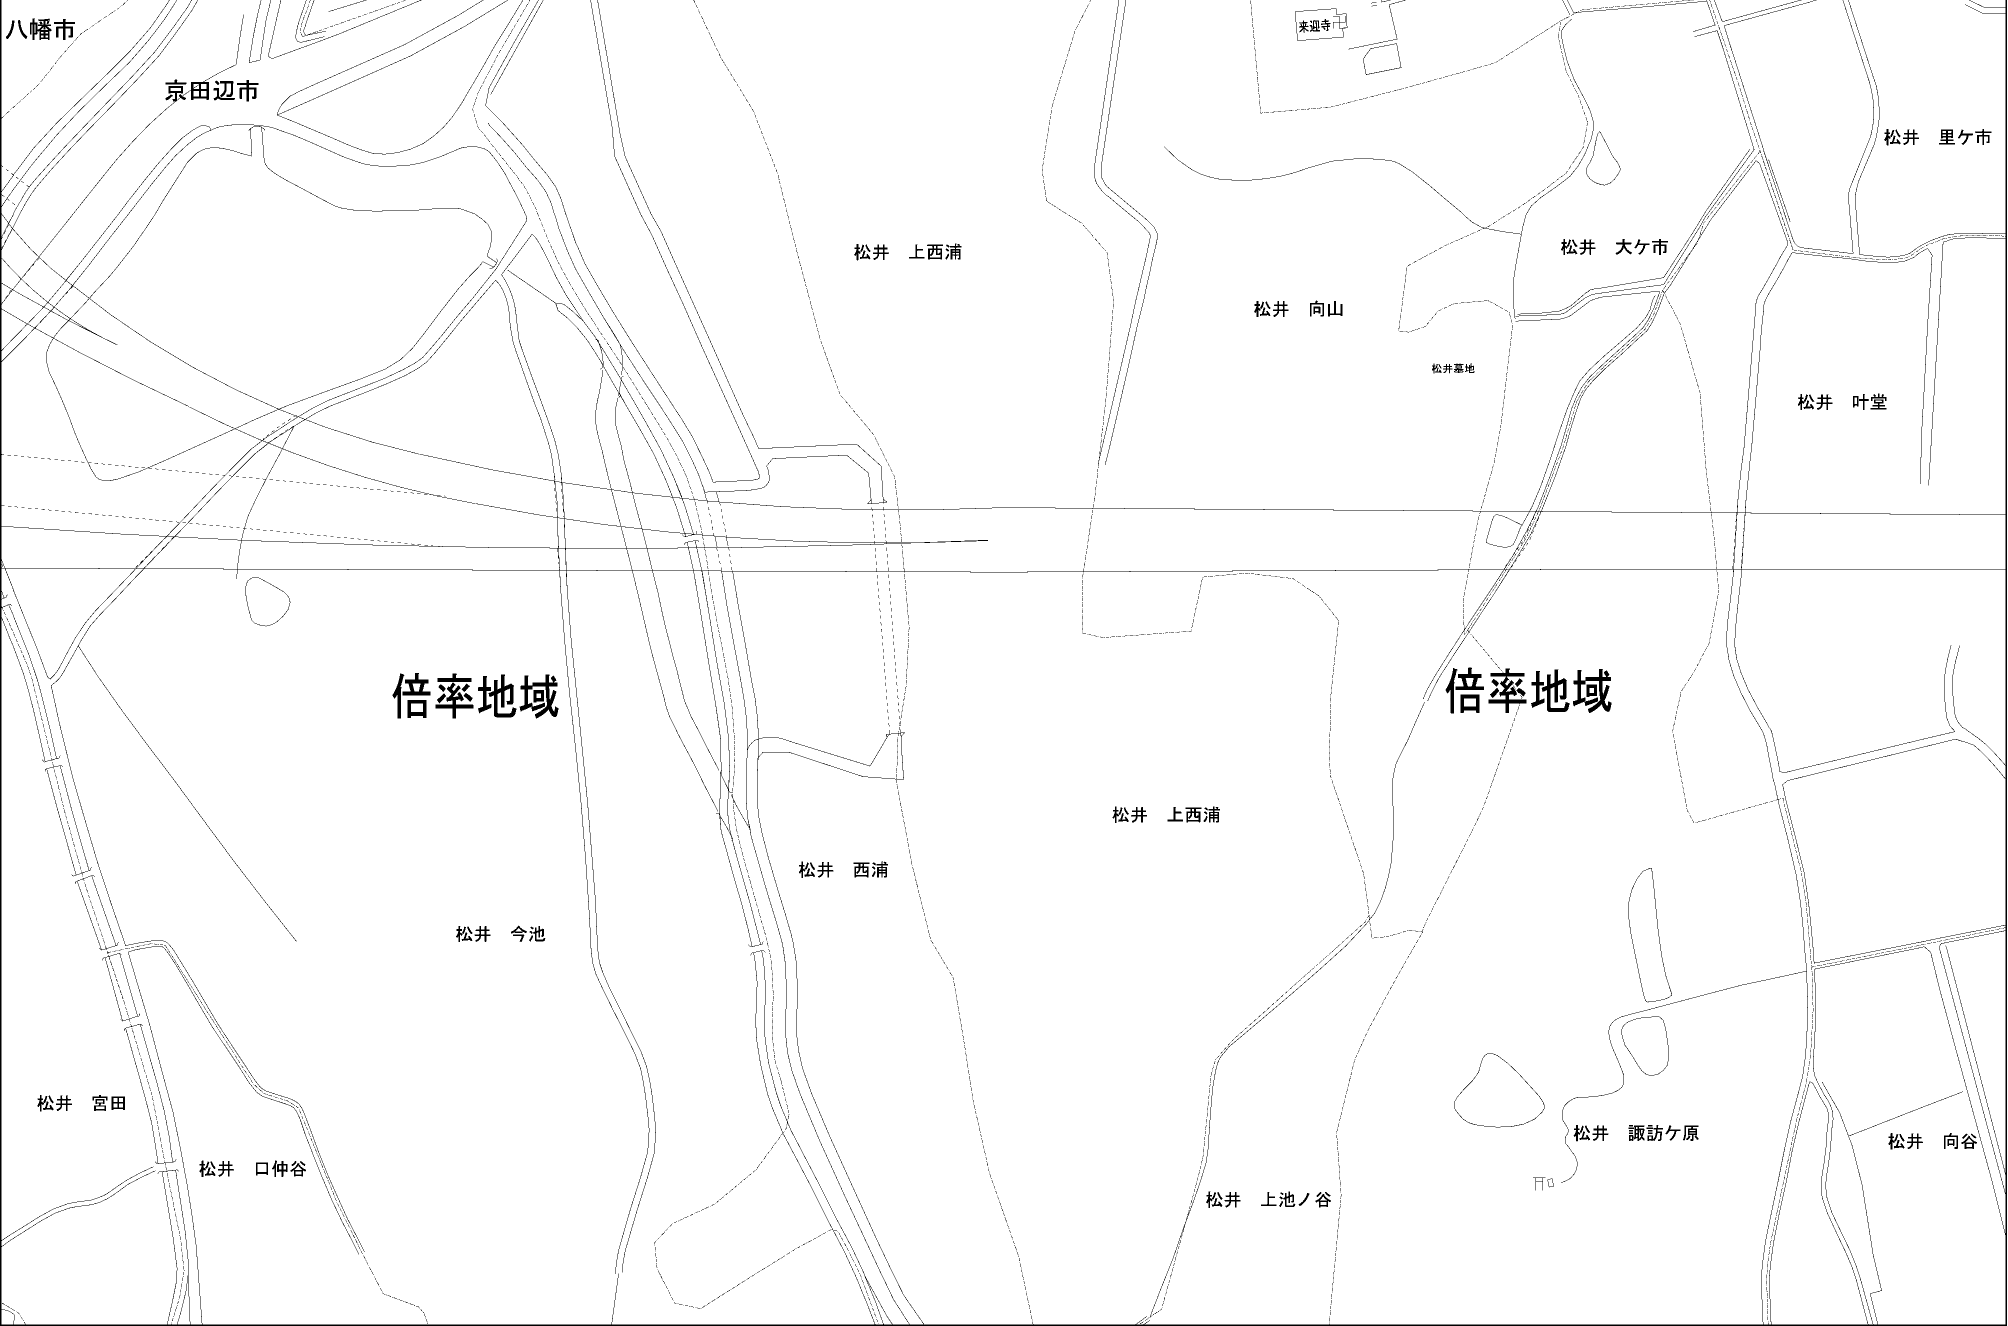 八幡市
来迎寺
京田辺市
松井　里ケ市
松井　上西浦
松井　大ケ市
松井　向山
松井墓地
松井　叶堂
倍率地域
倍率地域
松井　上西浦
松井　西浦
松井　今池
松井　宮田
松井　諏訪ケ原
松井　向谷
松井　口仲谷
松井　上池ノ谷